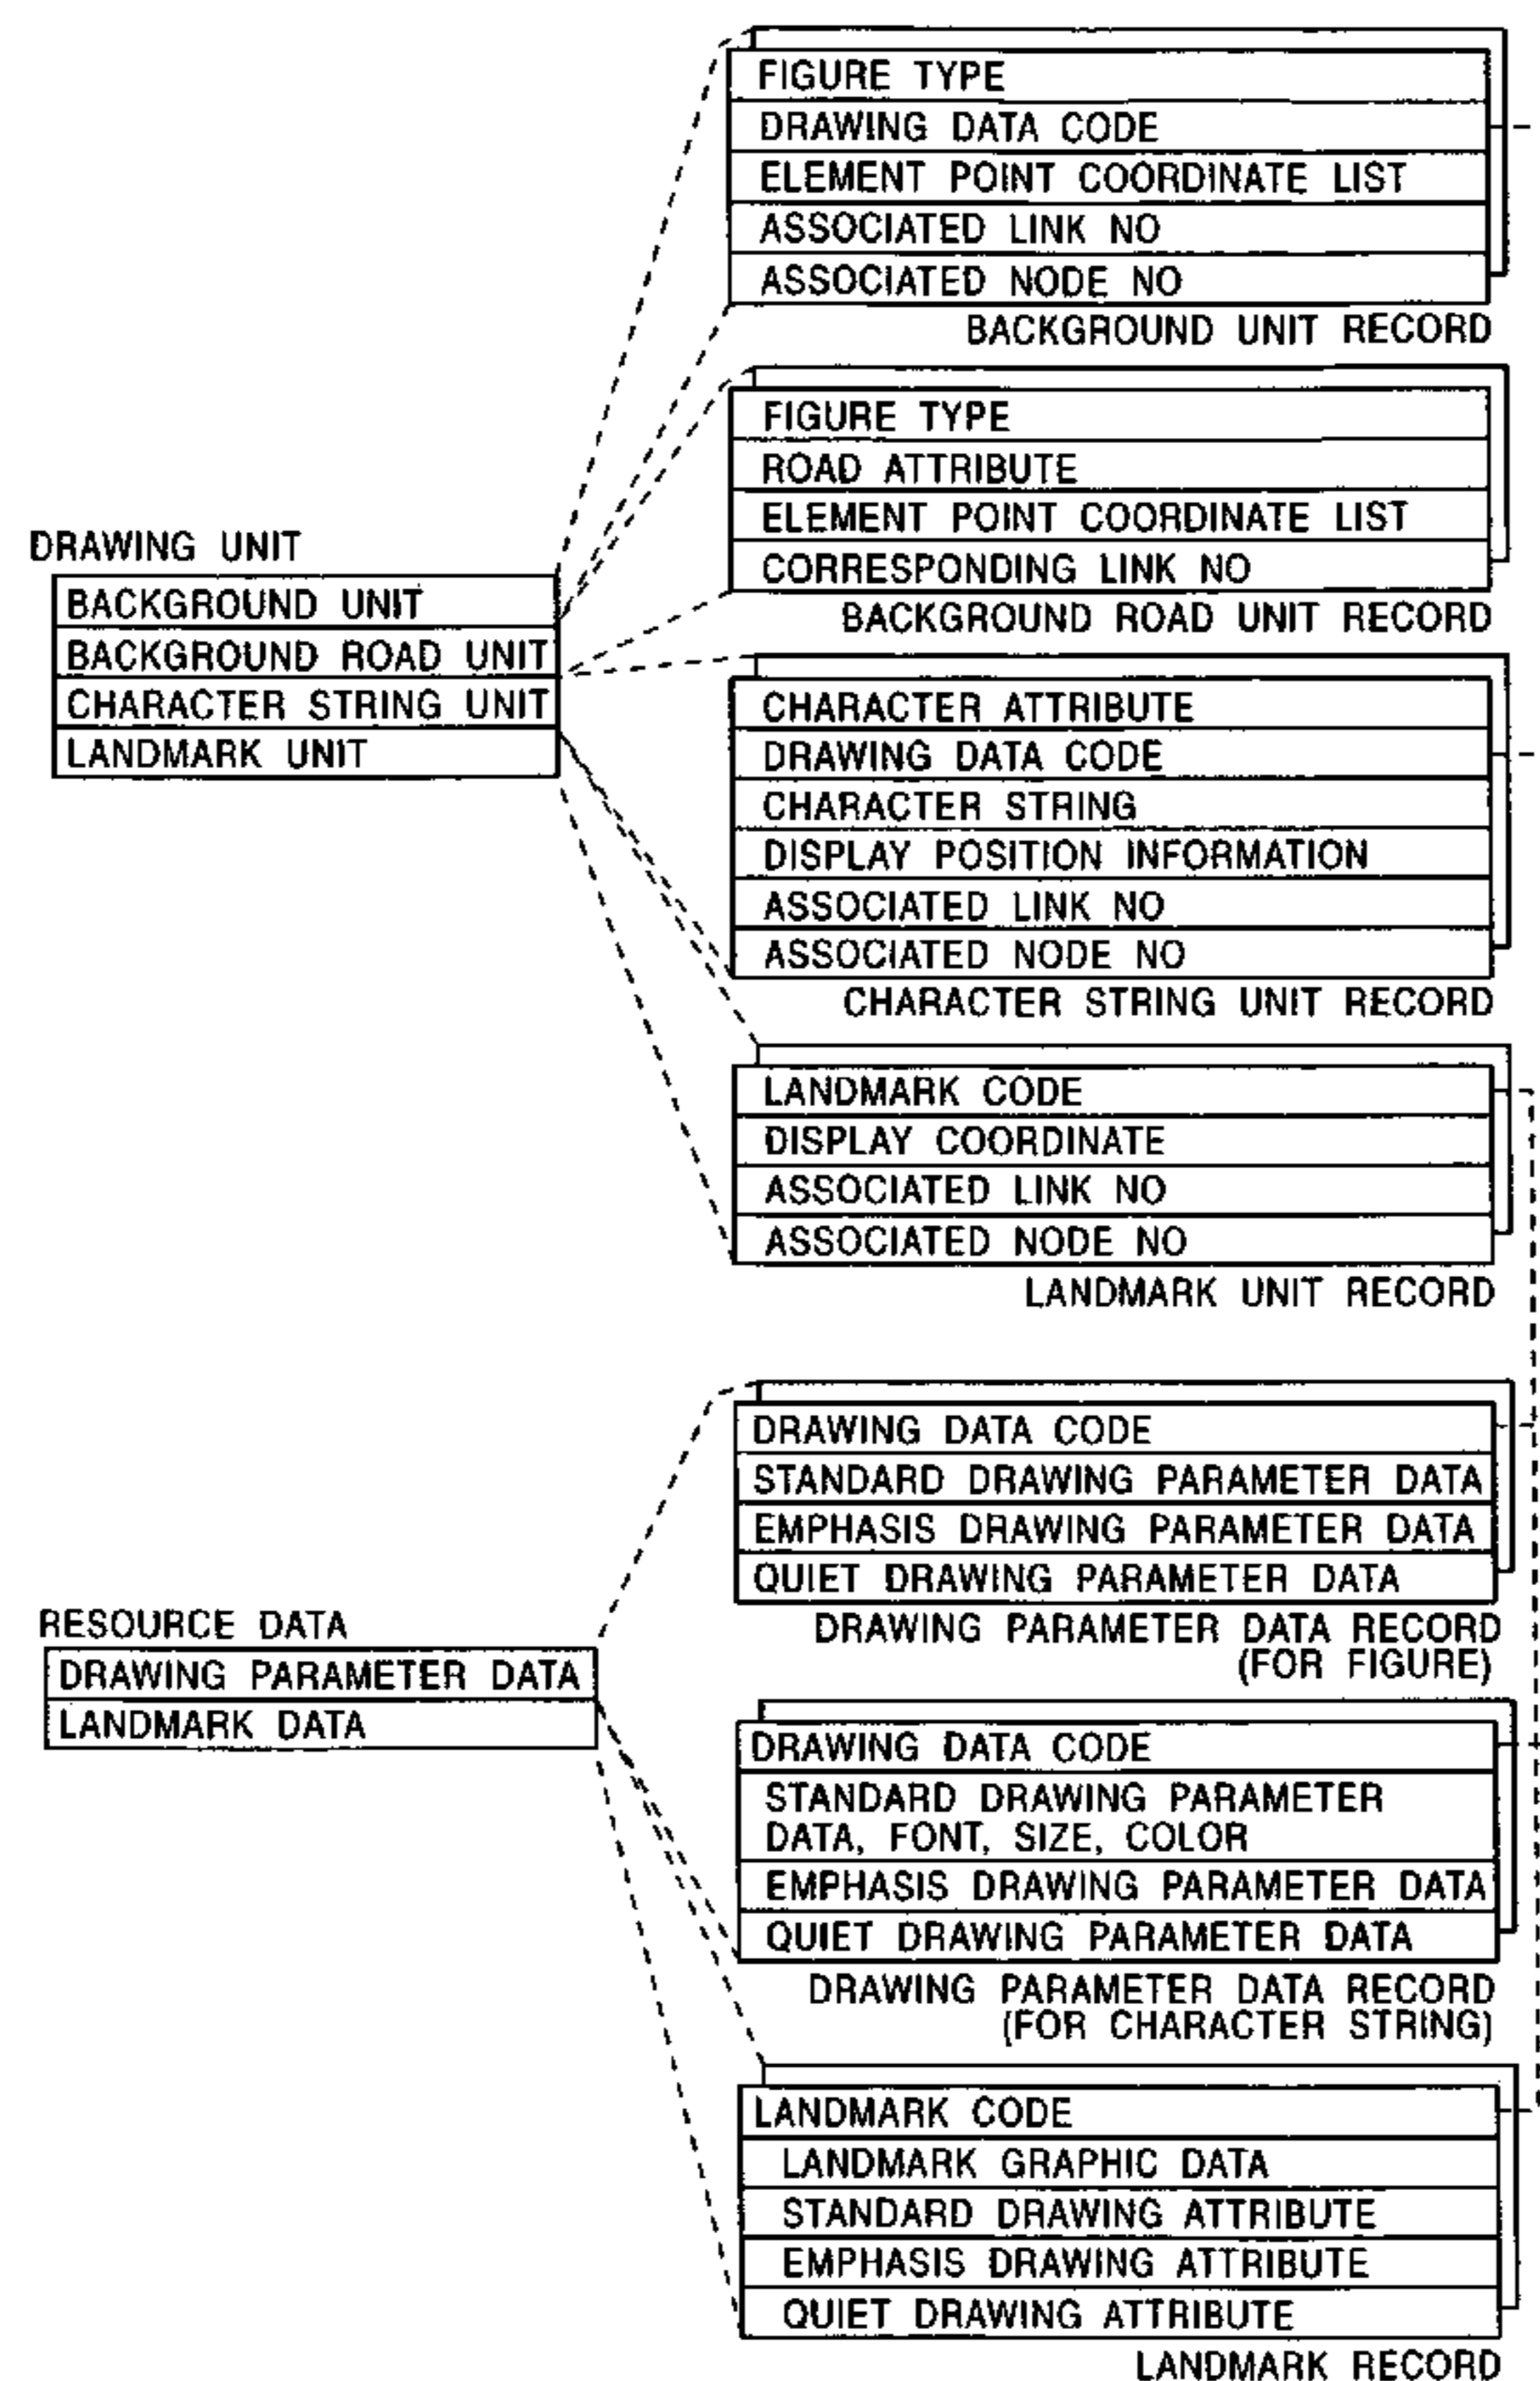 FIGURE TYPE
DRAWING DATA CODE
ELEMENT POINT COORDINATE LIST
ASSOCIATED LINK NO
ASSOCIATED NODE NO
BACKGROUND UNIT RECORD
FIGURE TYPE
ROAD ATTRIBUTE
ELEMENT POINT COORDINATE LIST
CORRESPONDING LINK NO
BACKGROUND ROAD UNIT RECORD
DRAWING UNIT
BACKGROUND UNIT
BACKGROUND ROAD UNIT
CHARACTER STRING UNIT
LANDMARK UNIT
CHARACTER ATTRIBUTE
DRAWING DATA CODE
CHARACTER STRING
DISPLAY POSITION INFORMATION
ASSOCIATED LINK NO
ASSOCIATED NODE NO
CHARACTER STRING UNIT RECORD
LANDMARK CODE
DISPLAY COORDINATE
ASSOCIATED LINK NO
ASSOCIATED NODE NO
LANDMARK UNIT RECORD
DRAWING DATA CODE
STANDARD DRAWING PARAMETER DATA
EMPHASIS DRAWING PARAMETER DATA
QUIET DRAWING PARAMETER DATA
DRAWING PARAMETER DATA RECORD
(FOR FIGURE)
RESOURCE DATA
DRAWING PARAMETER DATA
LANDMARK DATA
DRAWING DATA CODE
STANDARD DRAWING PARAMETER
DATA, FONT, SIZE, COLOR
EMPHASIS DRAWING PARAMETER DATA
QUIET DRAWING PARAMETER DATA
DRAWING PARAMETER DATA RECORD
(FOR CHARACTER STRING)
LANDMARK CODE
LANDMARK GRAPHIC DATA
STANDARD DRAWING ATTRIBUTE
EMPHASIS DRAWING ATTRIBUTE
QUIET DRAWING ATTRIBUTE
LANDMARK RECORD